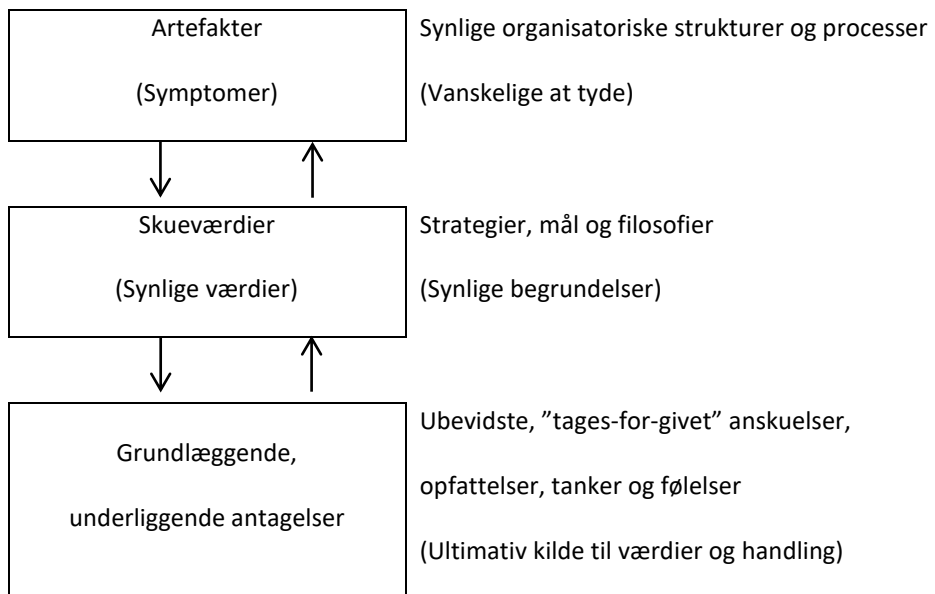 Artefakter
(Symptomer)
Synlige organisatoriske strukturer og processer
(Vanskelige at tyde)
Skueværdier
(Synlige værdier)
Strategier, mål og filosofier
(Synlige begrundelser)
Grundlæggende,
underliggende antagelser
Ubevidste, ”tages-for-givet” anskuelser,
opfattelser, tanker og følelser
(Ultimativ kilde til værdier og handling)